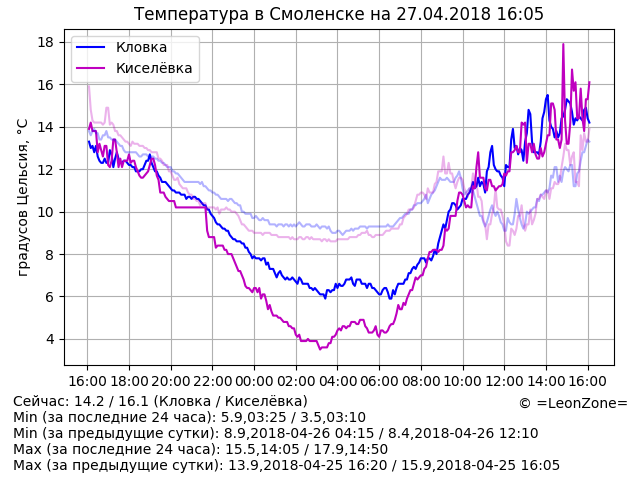 Температура в Смоленске на 27.04.2018 16:05
Кловка
Киселёвка
градусов Цельсия, °C
18
16
14
12
10
8
6
4
16:00 18:00 20:00 22:00 00:00 02:00 04:00 06:00 08:00 10:00 12:00 14:00 16:00
Сейчас: 14.2 / 16.1 (Кловка / Киселёвка)
© =LeonZone=
Min (за последние 24 часа): 5.9,03:25 / 3.5,03:10
Min (за предыдущие сутки): 8.9,2018-04-26 04:15 / 8.4,2018-04-26 12:10
Max (за последние 24 часа): 15.5,14:05 / 17.9,14:50
Max (за предыдущие сутки): 13.9,2018-04-25 16:20 / 15.9,2018-04-25 16:05